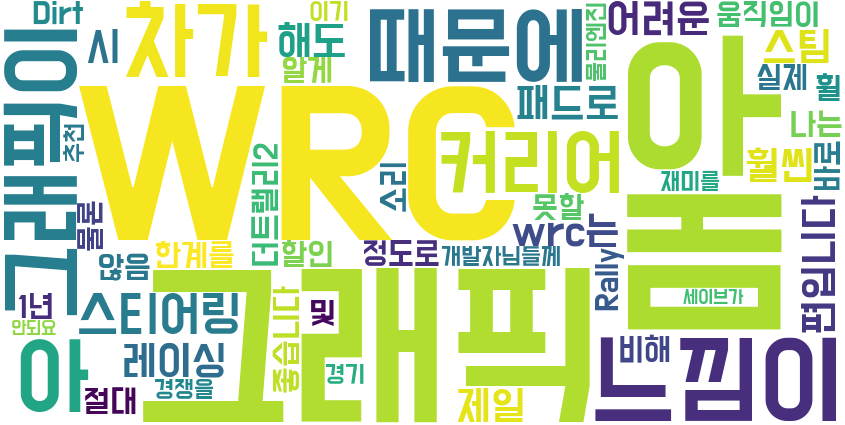 Dirt
이기
어려운
움직임이
차가
시
해도
알게
때문에
물리엔진
스팀
그래픽이
WRC
아
실제
휠
패드로
추천
커리어
나는
훨씬
바로
더트랠리2
소리
재미를
못할
물론
한계를
할인
정도로
wrc는
않음
개발자님들께
Rally
좋습니다
편입니다
1년
안되요
스티어링
그래픽
및
세이브가
아
레이싱
비해
느낌이
절대
경쟁을
경기
제일